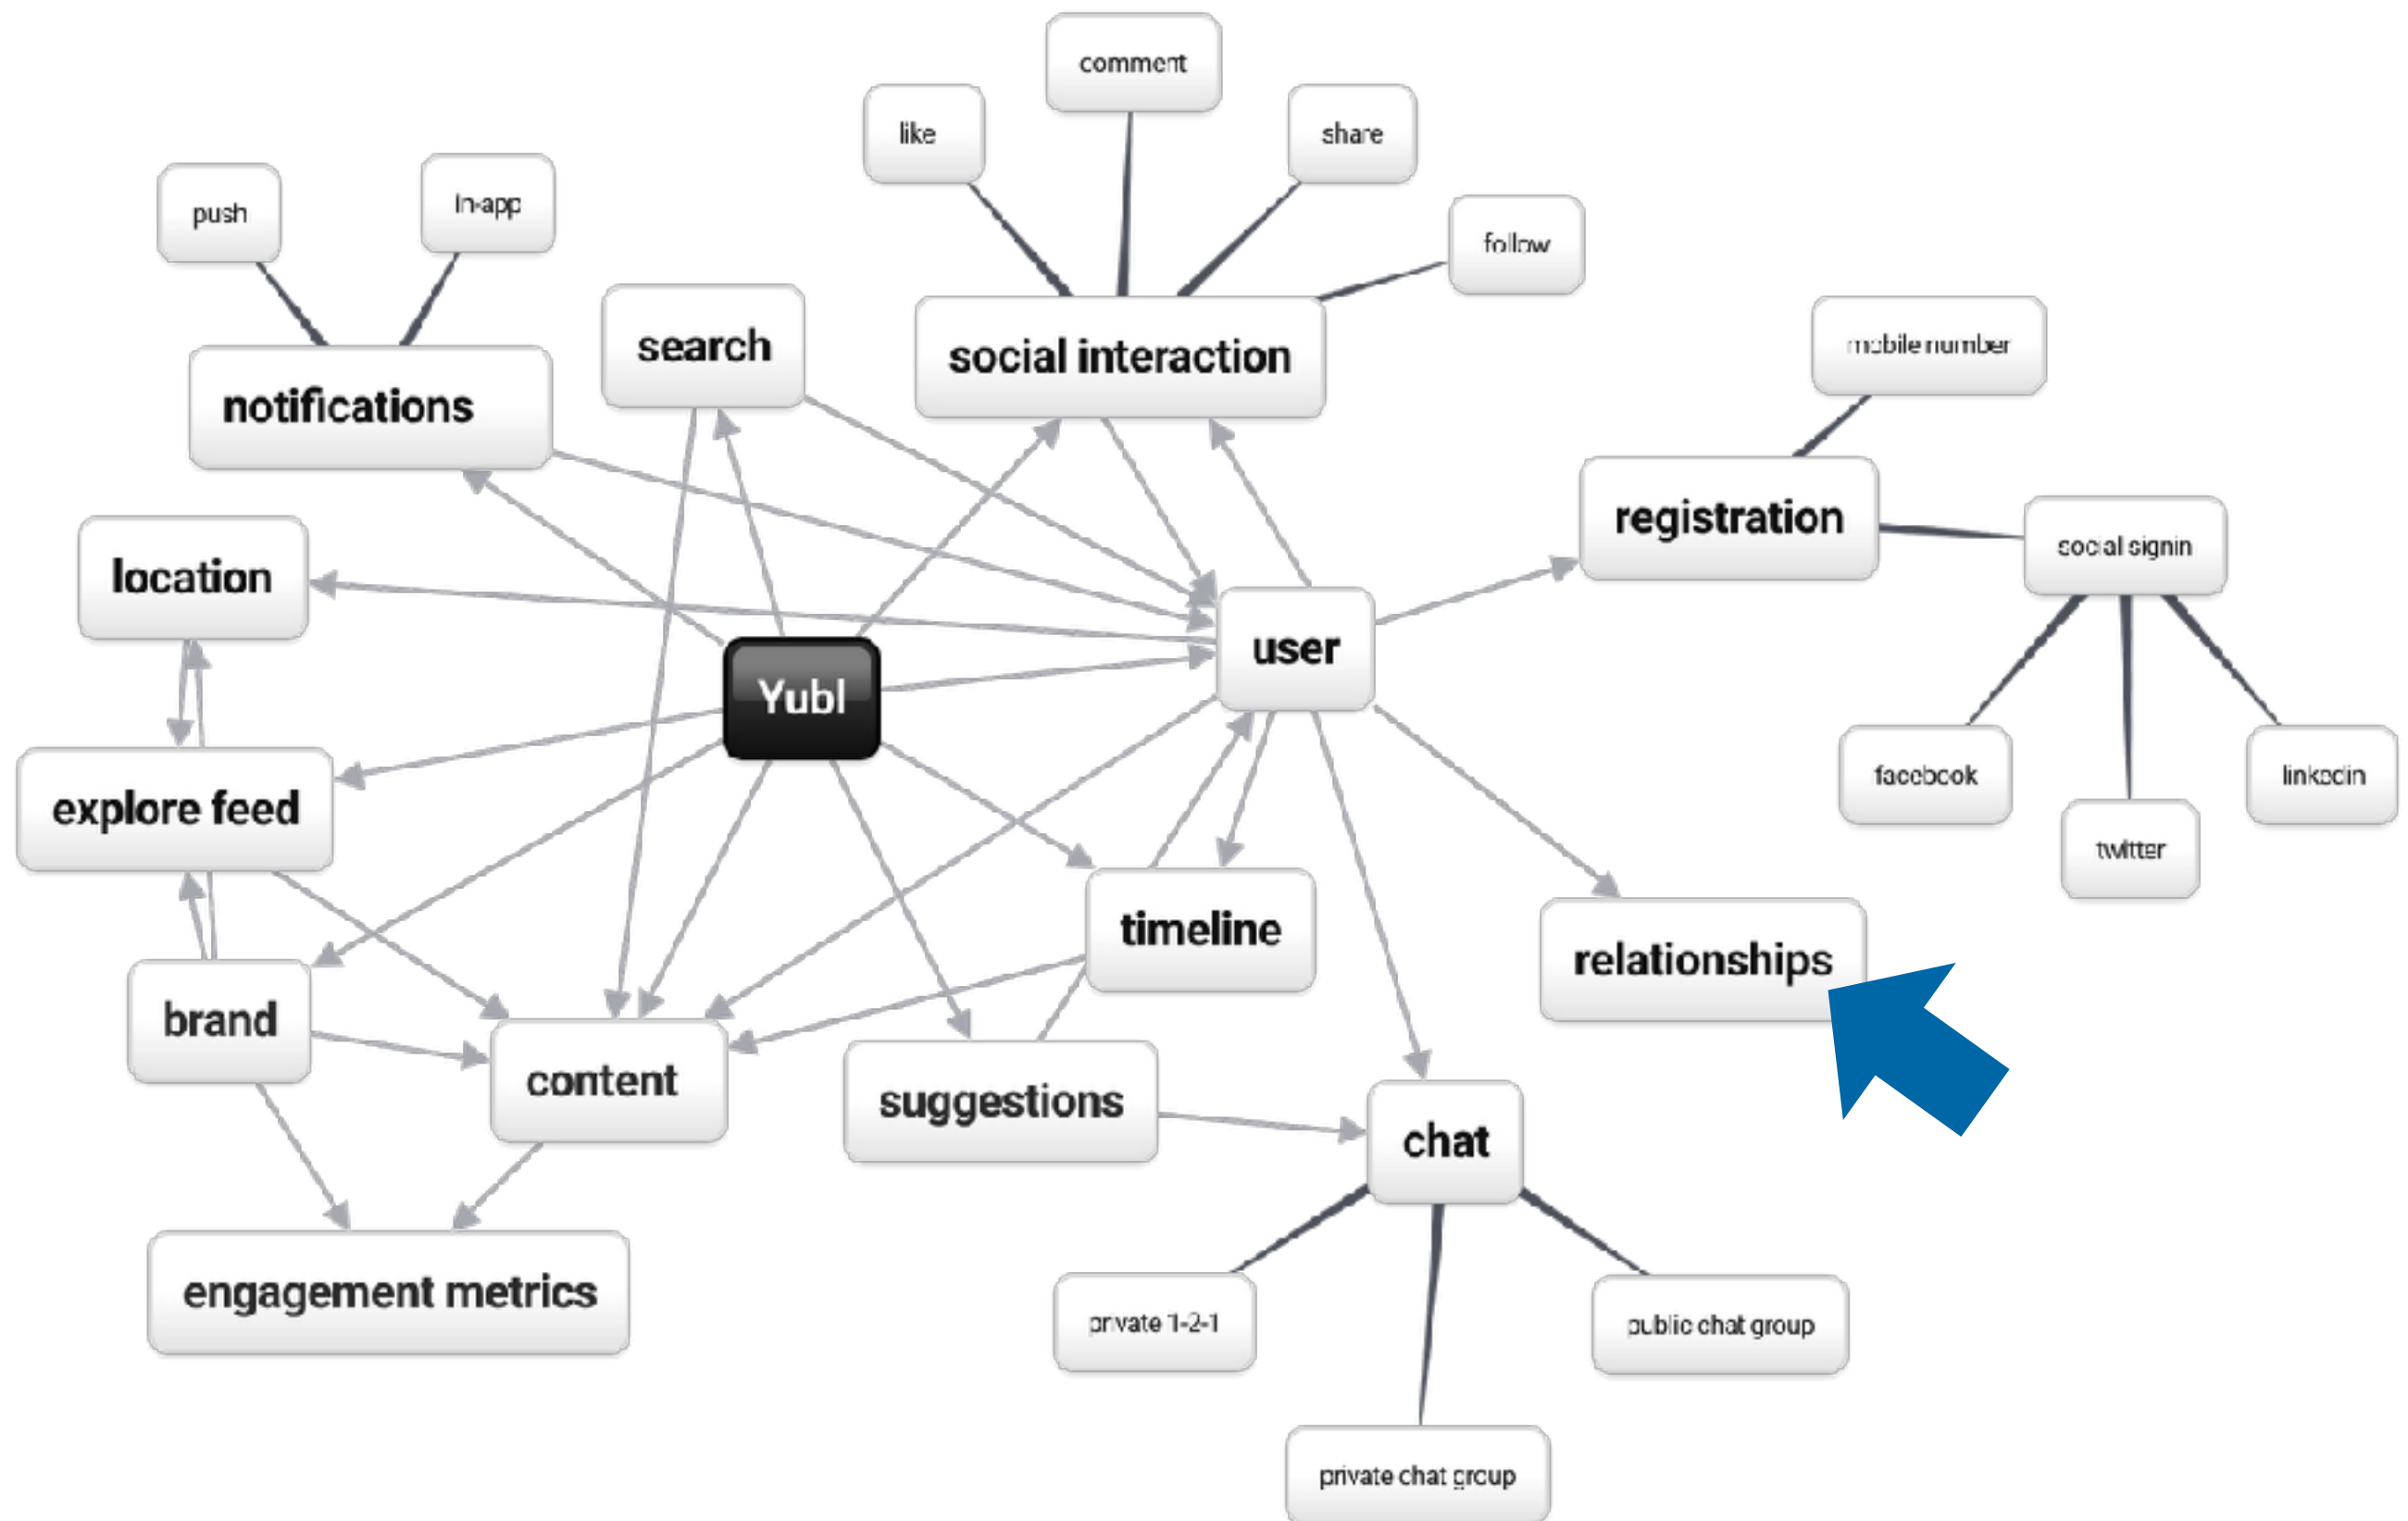 comment
like
share
push
in-app
follow
search
social interaction
mobile number
notifications
registration
social signin
location
user
Yubl
facebook
linkedin
explore feed
twitter
timeline
relationships
brand
content
suggestions
chat
engagement metrics
private 1-2-1
public chat group
private chat group